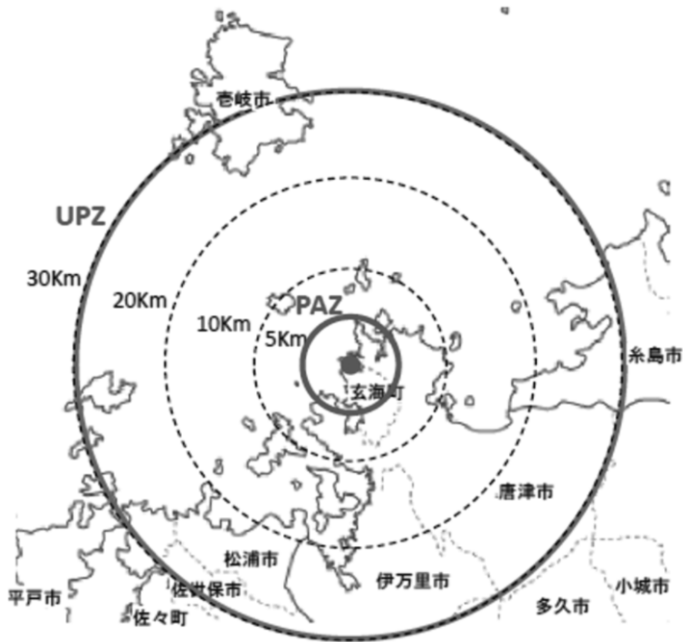 壱岐市
UPZ
30Km
20Km
10Km
PAZ
5Km
糸島市
玄海町
唐津市
松浦市
伊万里市
佐世保市
小城市
平戸市
佐々町
多久市